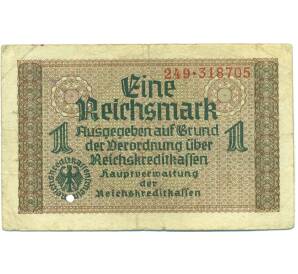 249·318705
Eine
Reichsmark
1 Ausgegeben auf Grund 1
der Verordnung über
Reichskreditkassen
Hauptverwaltung
der
Reichskreditkassen